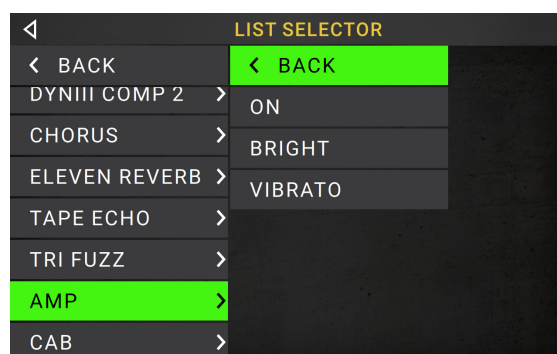 LIST SELECTOR
BACK
DYNIII COMP 2
CHORUS
ELEVEN REVERB
TAPE ECHO
TRI FUZZ
AMP
CAB
BACK
ON
BRIGHT
VIBRATO